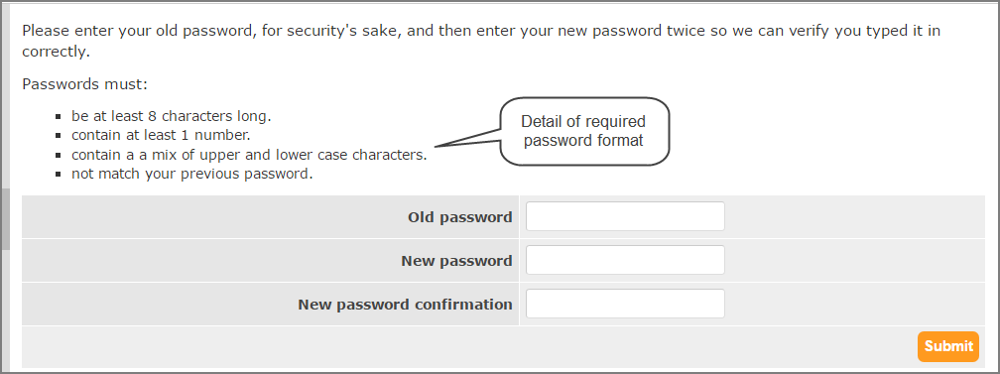 Please enter your old password, for security's sake, and then enter your new password twice so we can verify you typed it in
correctly.
Passwords must:
be at least 8 characters long.
contain at least 1 number.
contain a a mix of upper and lower case characters.
not match your previous password.
Detail of required
password format
Old password
New password
New password confirmation
Submit